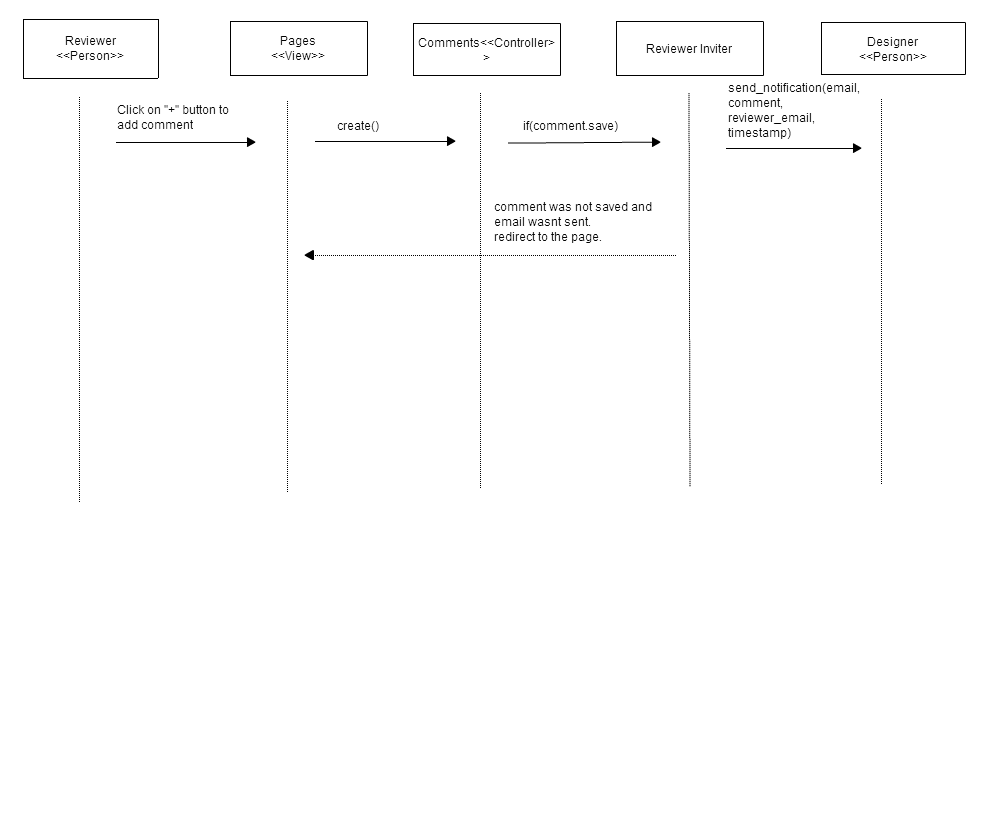 Reviewer
<<Person>>
Pages
<<View>>
Comments<<Controller>
>
Reviewer Inviter
Designer
<<Person>>
Click on "+" button to
add comment
create()
if(comment.save)
send_notification(email,
comment,
reviewer_email,
timestamp)
comment was not saved and
email wasnt sent.
redirect to the page.